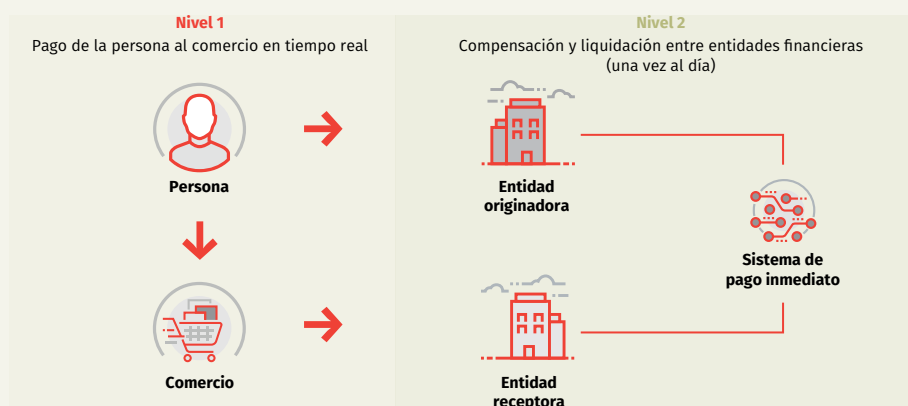 Nivel 1
Pago de la persona al comercio en tiempo real
Persona
Comercio
Nivel 2
Compensación y liquidación entre entidades financieras
(una vez al día)
Entidad
originadora
Sistema de
pago inmediato
Entidad
receptora